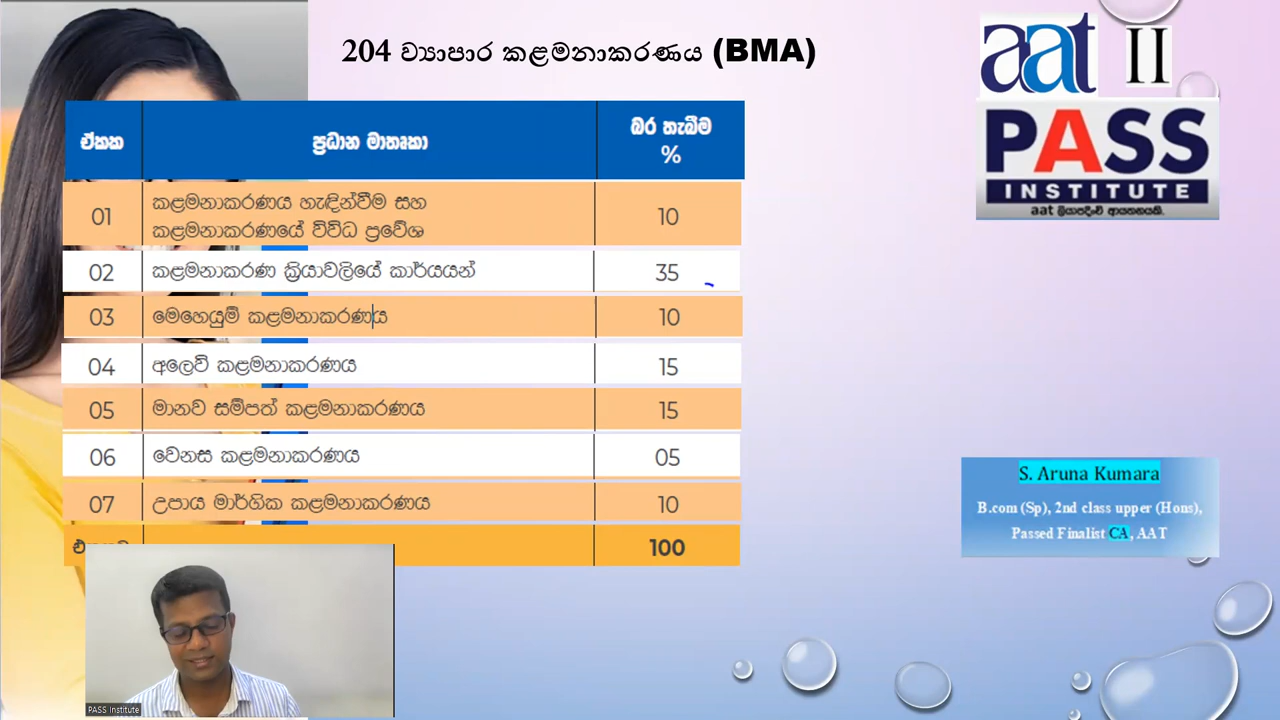 204 ව්‍යාපාර කළමනාකරණය (BMA)
aat II
PASS
INSTITUTE
aat ලියාපදිංචි ආයතනයකි.
ඒකක ප්‍රධාන මාතෘකා බර තැබීම %
01 කළමනාකරණය හැඳින්වීම සහ
කළමනාකරණයේ විවිධ ප්‍රවේශ 10
02 කළමනාකරණ ක්‍රියාවලියේ කාර්යයන් 35
03 මෙහෙයුම් කළමනාකරණය 10
04 අලෙවි කළමනාකරණය 15
05 මානව සම්පත් කළමනාකරණය 15
06 වෙනස කළමනාකරණය 05
07 උපාය මාර්ගික කළමනාකරණය 10
100
S. Aruna Kumara
B.com (Sp), 2nd class upper (Hons),
Passed Finalist CA, AAT
PASS Institute